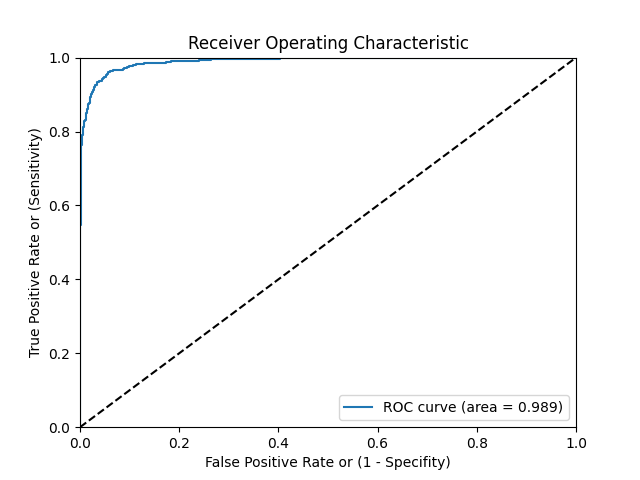 Receiver Operating Characteristic
1.0
0.8
0.6
0.4
0.2
0.0
True Positive Rate or (Sensitivity)
ROC curve (area = 0.989)
0.0 0.2 0.4 0.6 0.8 1.0
False Positive Rate or (1 - Specifity)